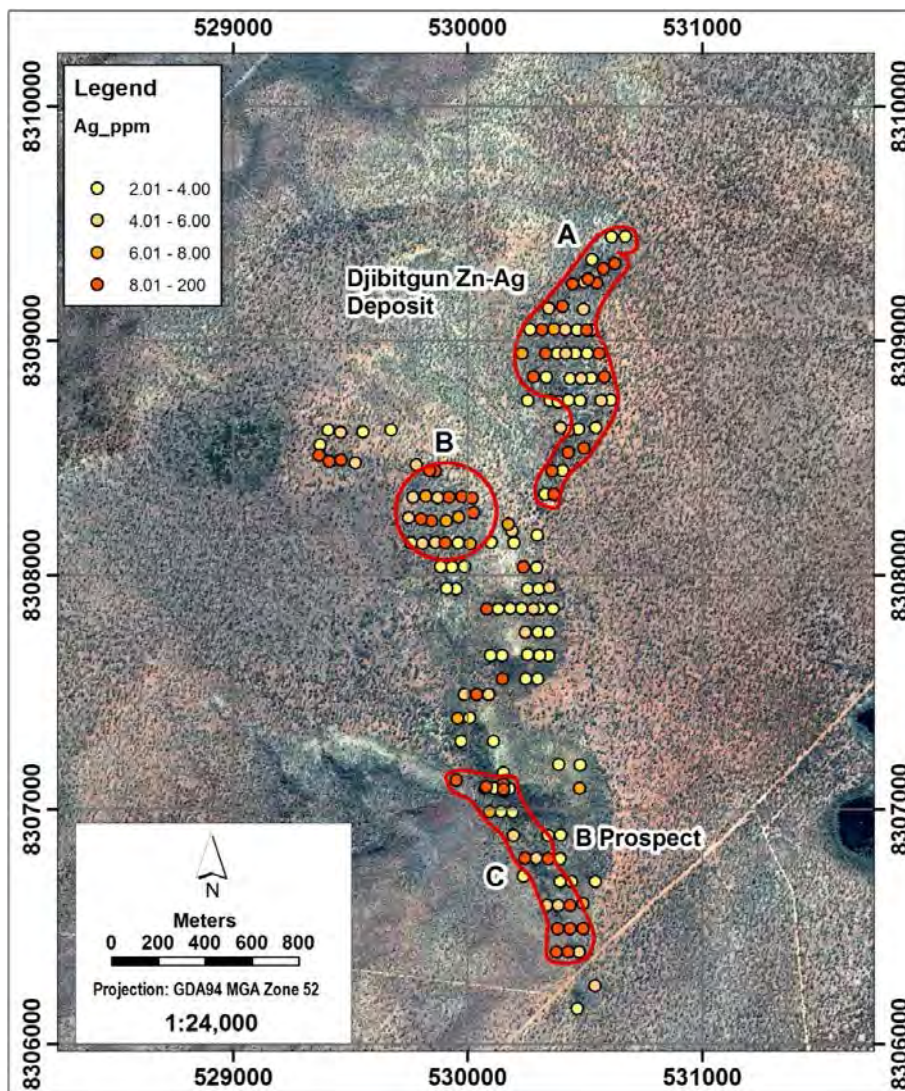 529000 530000 531000
8310000 8310000
Legend
Ag_ppm
2.01 - 4.00
4.01 - 6.00
6.01 - 8.00
8.01 - 200
A
Djibitgun Zn-Ag
Deposit
8309000 8309000
B
8308000 8308000
8307000 8307000
B Prospect
C
N
Meters
0 200 400 600 800
Projection: GDA94 MGA Zone 52
1:24,000
8306000 8306000
529000 530000 531000